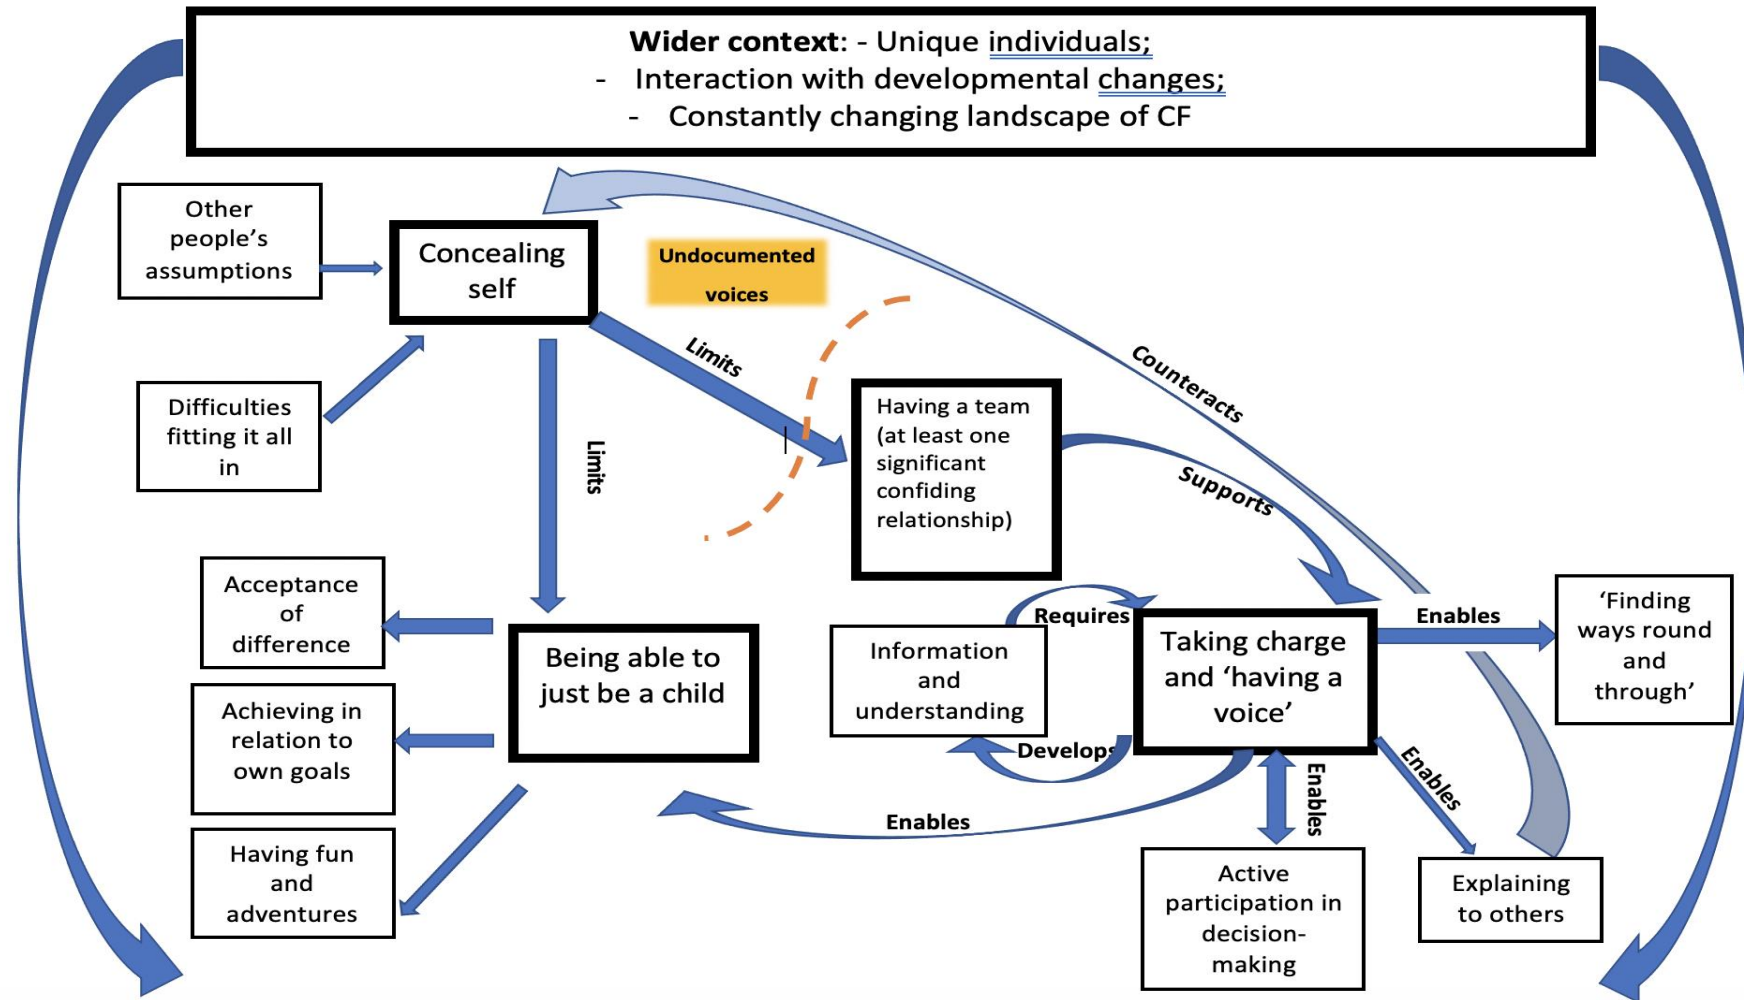 Wider context: - Unique individuals;
- Interaction with developmental changes;
- Constantly changing landscape of CF
Other
people’s
assumptions
Concealing
self
Undocumented
voices
Difficulties
fitting it all
in
Limits
Limits
Counteracts
Having a team
(at least one
significant
confiding
relationship)
Supports
Acceptance
of
difference
Being able to
just be a child
Achieving in
relation to
own goals
Having fun
and
adventures
Requires
Information
and
understanding
Develops
Taking charge
and ‘having a
voice’
Enables
‘Finding
ways round
and
through’
Enables
Enables
Enables
Active
participation in
decision-
making
Explaining
to others